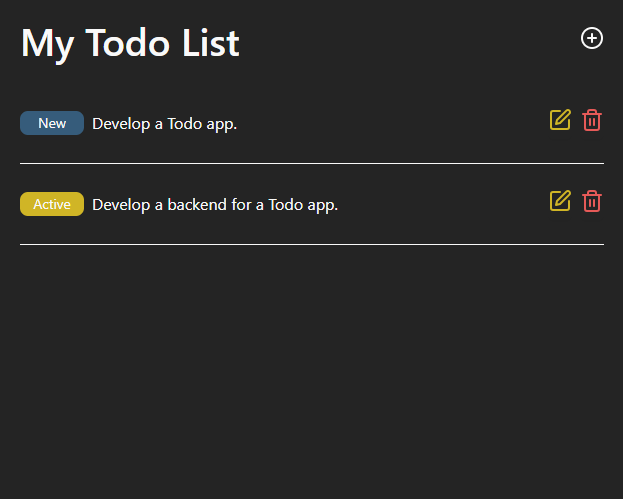 My Todo List
New Develop a Todo app.
Active Develop a backend for a Todo app.